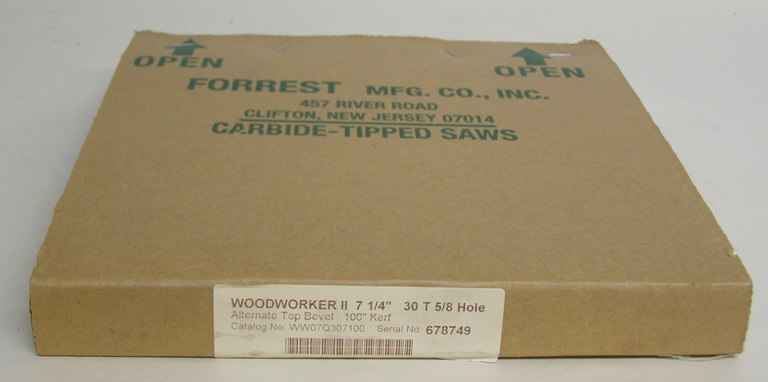 OPEN OPEN
FORREST MFG. CO., INC.
457 RIVER ROAD
CLIFTON, NEW JERSEY 07014
CARBIDE-TIPPED SAWS
WOODWORKER II 7 1/4" 30 T 5/8 Hole
Alternate Top Bevel .100" Kerf
Catalog No. WW07Q307100 Serial No. 678749